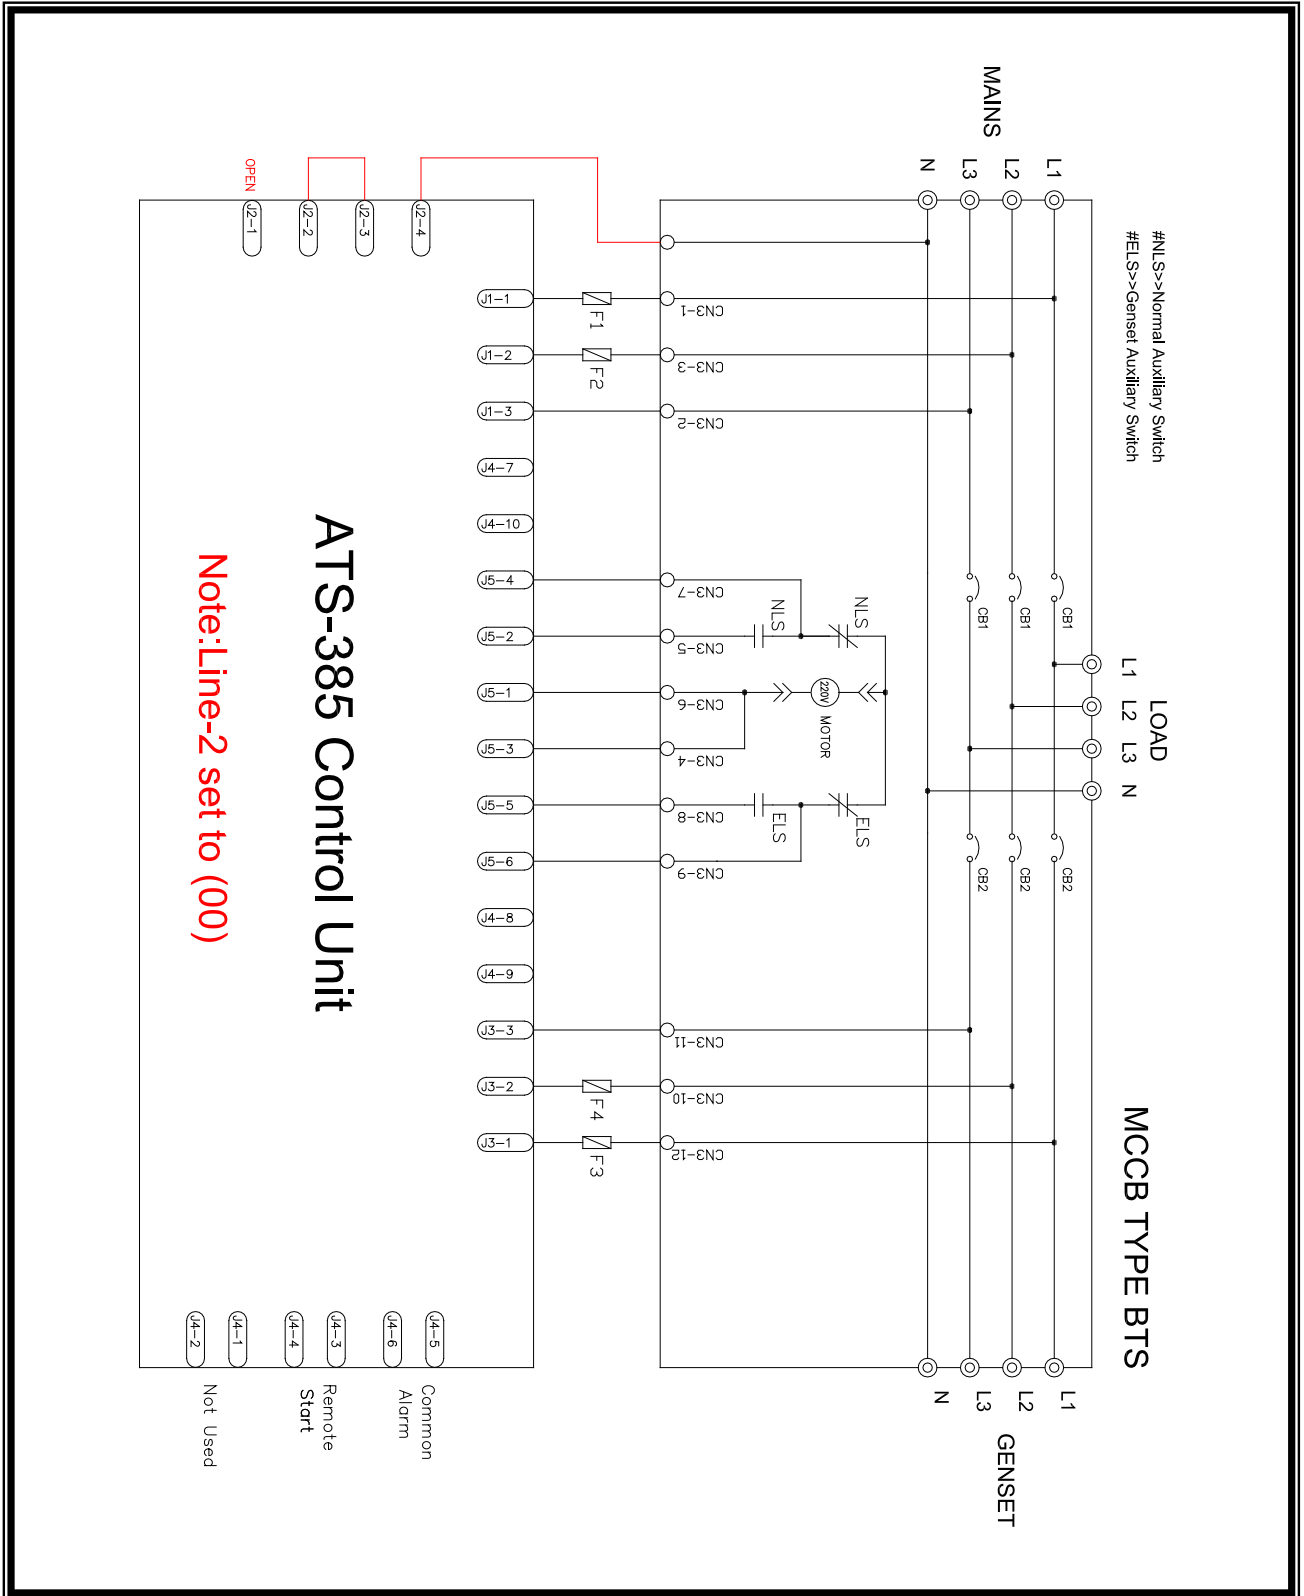 MCCB TYPE BTS
#NLS>>Normal Auxiliary Switch
#ELS>>Genset Auxiliary Switch
LOAD
L1 L2 L3 N
MAINS
L1
L2
L3
N
CB1
CB1
CB1
CB2
CB2
CB2
GENSET
L1
L2
L3
N
NLS
ELS
220V
MOTOR
NLS
ELS
CN3-1
CN3-3
CN3-2
CN3-7
CN3-5
CN3-6
CN3-4
CN3-8
CN3-9
CN3-11
CN3-10
CN3-12
F1
F2
F4
F3
J1-1
J1-2
J1-3
J4-7
J4-10
J5-4
J5-2
J5-1
J5-3
J5-5
J5-6
J4-8
J4-9
J3-3
J3-2
J3-1
J2-4
J2-3
J2-2
J2-1
OPEN
ATS-385 Control Unit
Note:Line-2 set to (00)
J4-5
J4-6
J4-3
J4-4
J4-1
J4-2
Common
Alarm
Remote
Start
Not Used